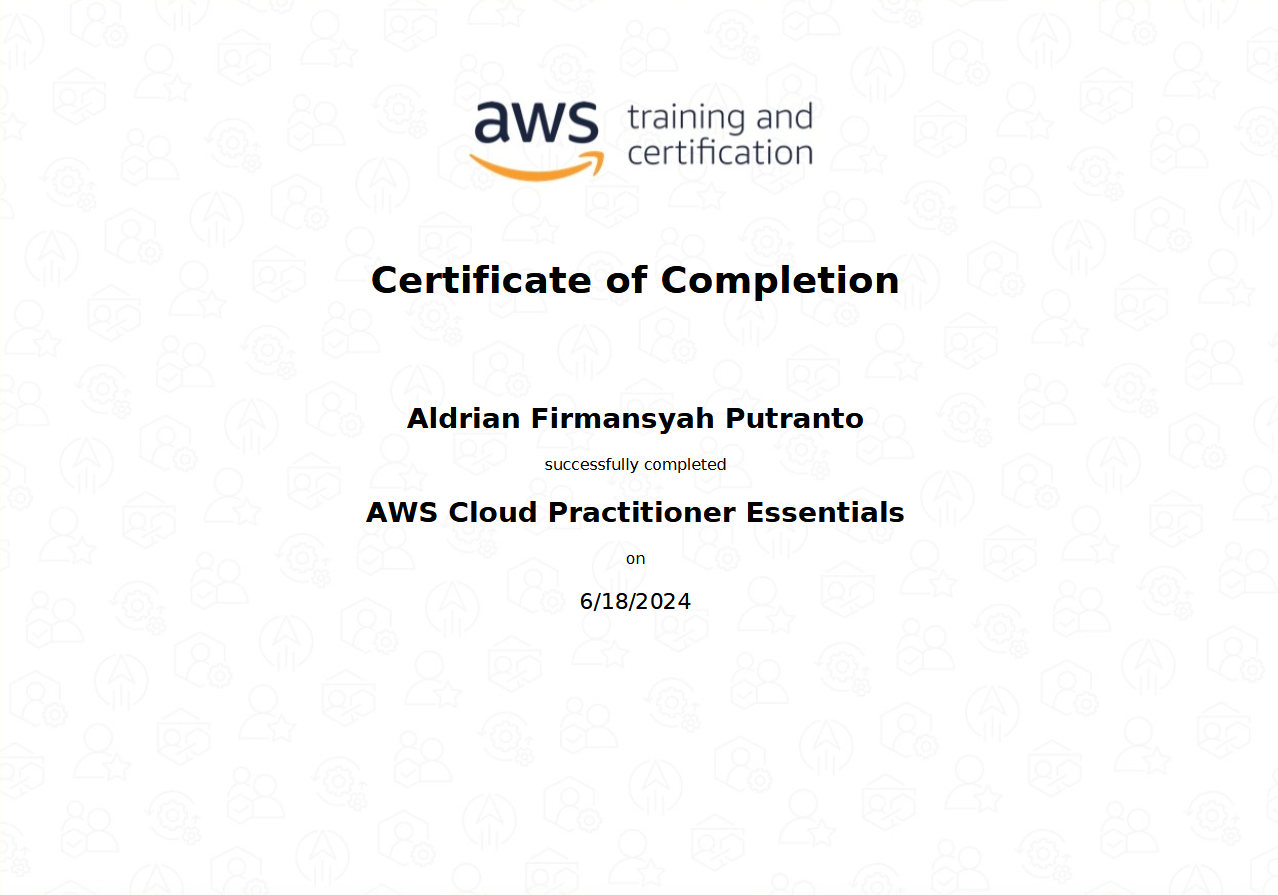 aws training and
certification
Certificate of Completion
Aldrian Firmansyah Putranto
successfully completed
AWS Cloud Practitioner Essentials
on
6/18/2024